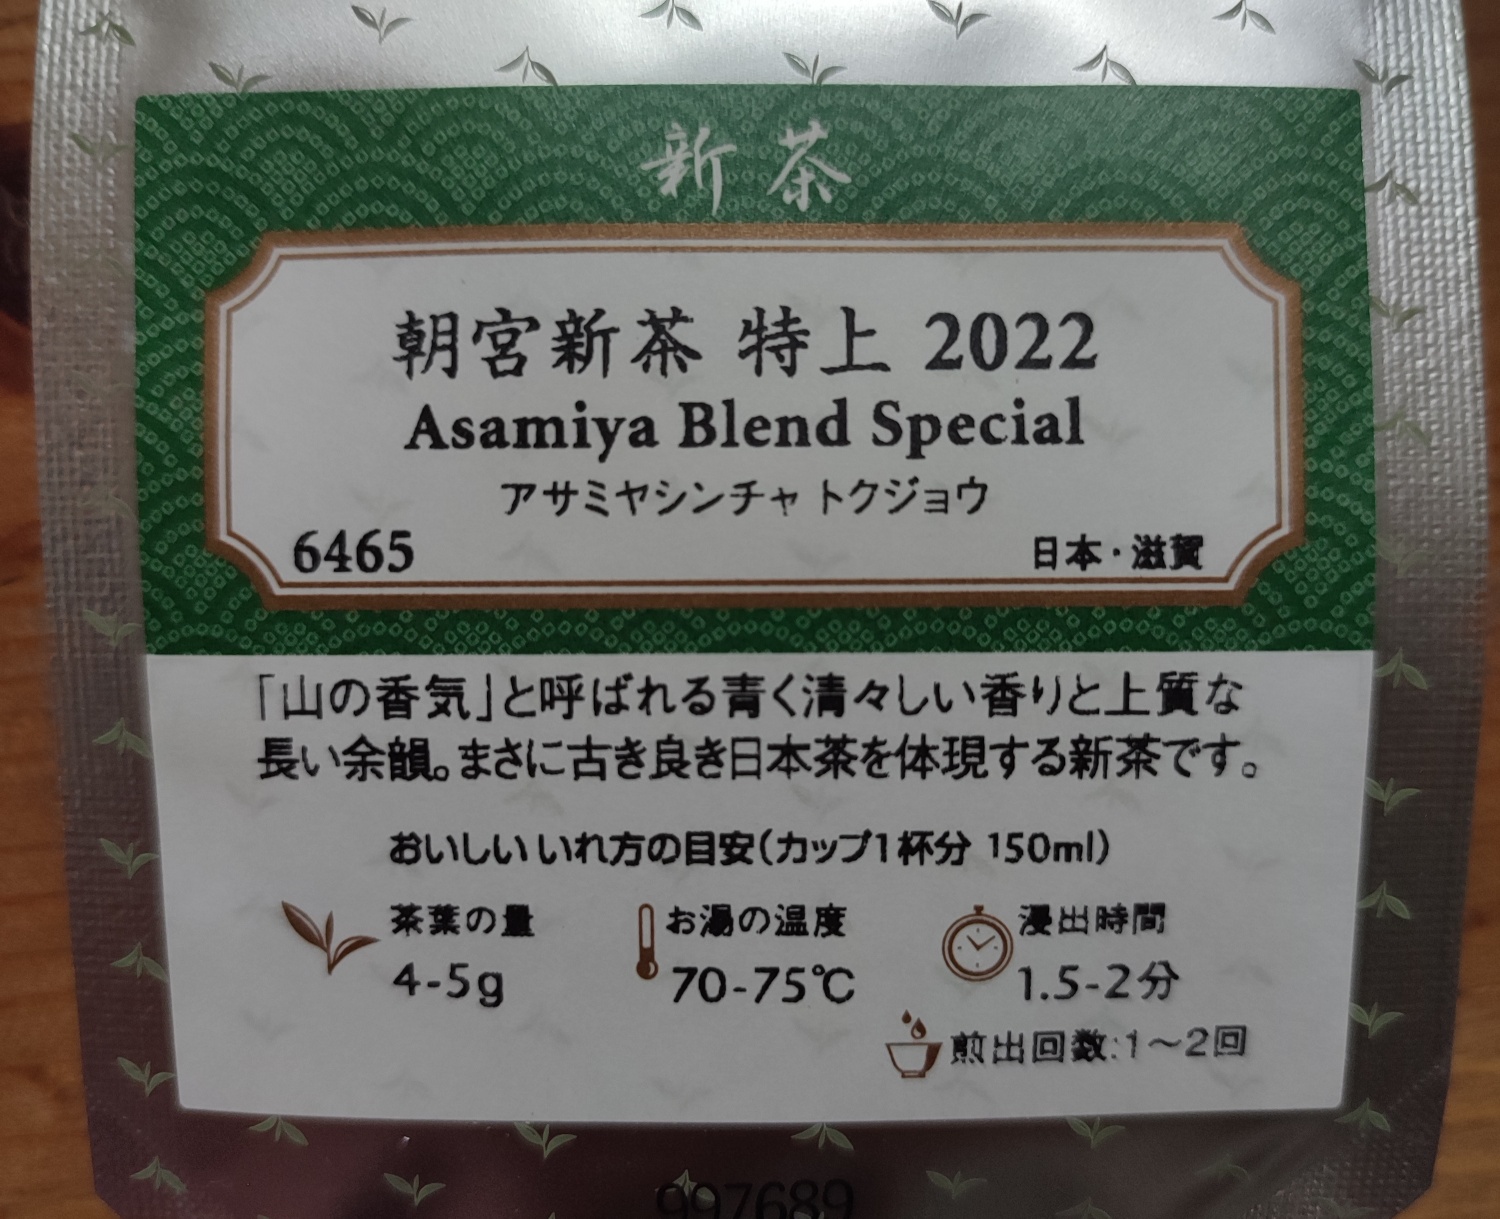 新茶
朝宮新茶 特上 2022
Asamiya Blend Special
アサミヤシンチャ トクジョウ
6465
日本・滋賀
「山の香気」と呼ばれる青く清々しい香りと上質な
長い余韻。まさに古き良き日本茶を体現する新茶です。
おいしいいれ方の目安(カップ1杯分 150ml)
茶葉の量
4-5g
お湯の温度
70-75℃
浸出時間
1.5-2分
煎出回数:1～2回
997689